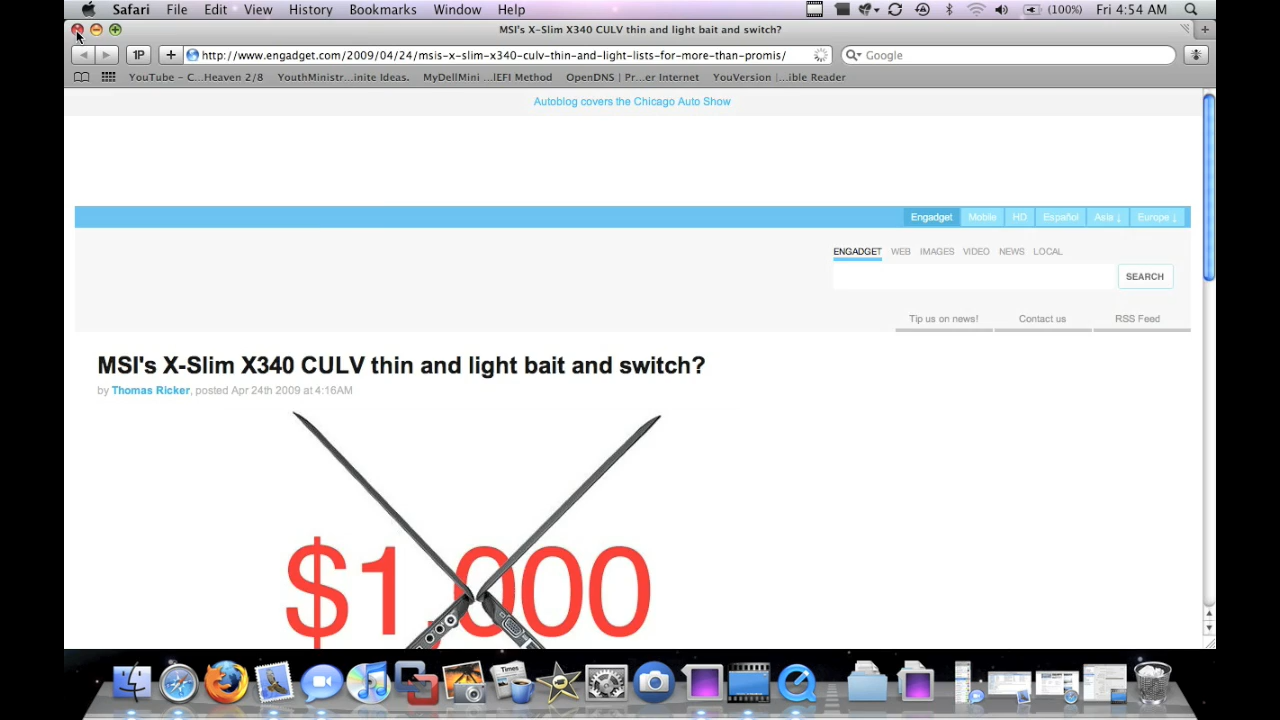 Safari File Edit View History Bookmarks Window Help (100%) Fri 4:54 AM
MSI's X-Slim X340 CULV thin and light bait and switch?
1P + http://www.engadget.com/2009/04/24/msis-x-slim-x340-culv-thin-and-light-lists-for-more-than-promis/ Google
YouTube - C...Heaven 2/8 YouthMinistr...inite Ideas. MyDellMini ...IEFI Method OpenDNS | Pr...er Internet YouVersion |...ible Reader
Autoblog covers the Chicago Auto Show
Engadget Mobile HD Español Asia ↓ Europe ↓
ENGADGET WEB IMAGES VIDEO NEWS LOCAL
SEARCH
Tip us on news! Contact us RSS Feed
MSI's X-Slim X340 CULV thin and light bait and switch?
by Thomas Ricker, posted Apr 24th 2009 at 4:16AM
$1,000